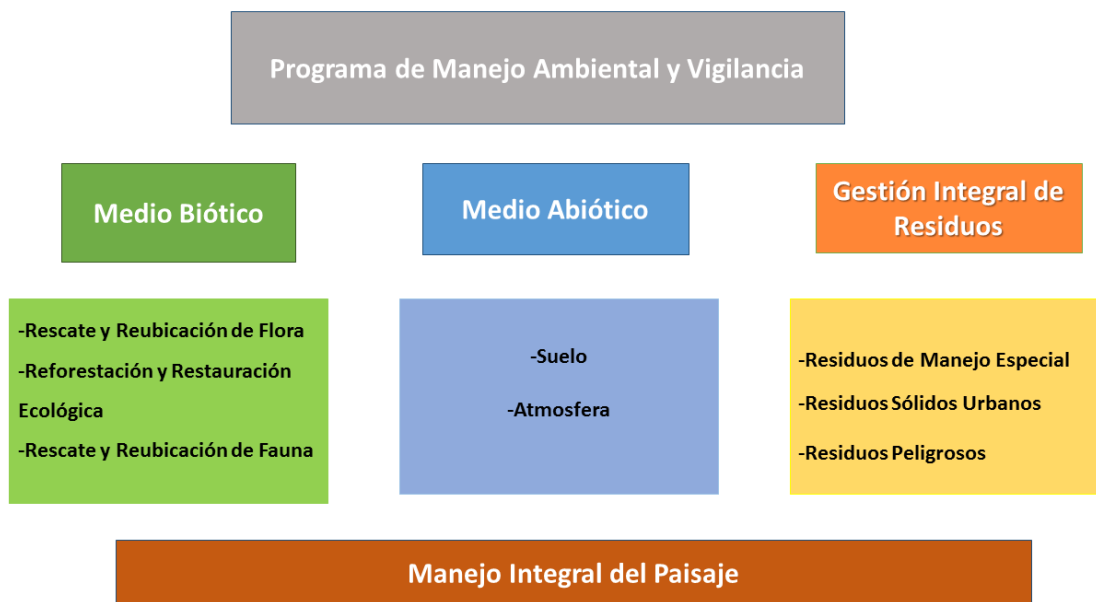 Programa de Manejo Ambiental y Vigilancia
Medio Biótico
Medio Abiótico
Gestión Integral de
Residuos
-Rescate y Reubicación de Flora
-Reforestación y Restauración
Ecológica
-Rescate y Reubicación de Fauna
-Suelo
-Atmosfera
-Residuos de Manejo Especial
-Residuos Sólidos Urbanos
-Residuos Peligrosos
Manejo Integral del Paisaje